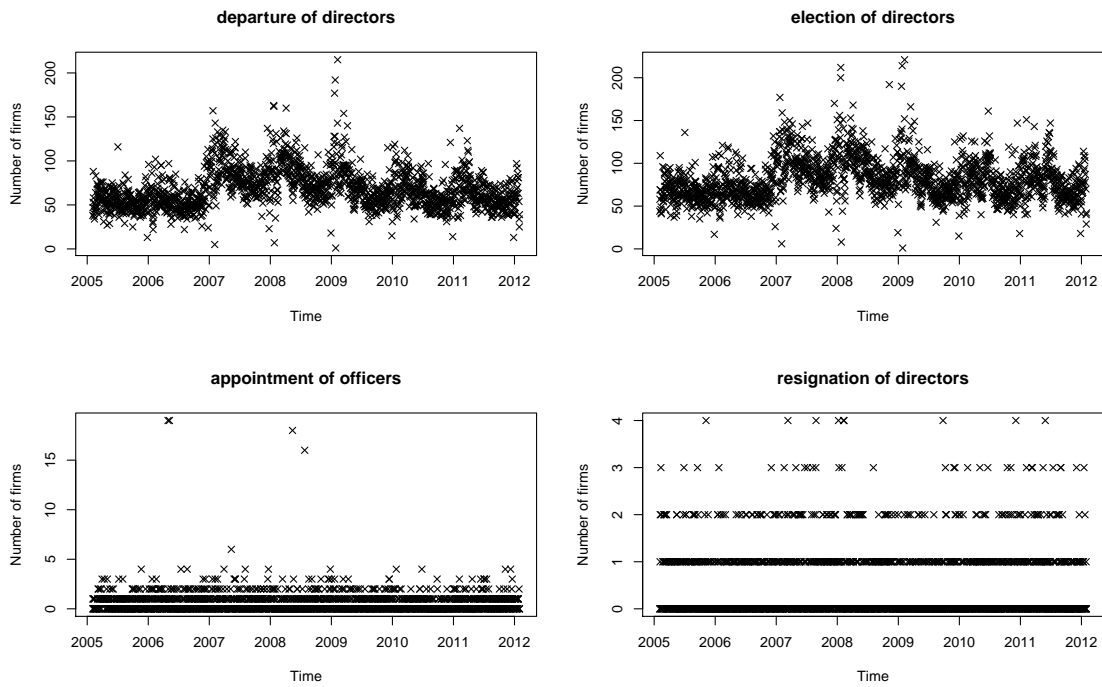 departure of directors
Number of firms
0 50 100 150 200
2005 2006 2007 2008 2009 2010 2011 2012
Time
election of directors
Number of firms
0 50 100 150 200
2005 2006 2007 2008 2009 2010 2011 2012
Time
appointment of officers
Number of firms
0 5 10 15
2005 2006 2007 2008 2009 2010 2011 2012
Time
resignation of directors
Number of firms
0 1 2 3 4
2005 2006 2007 2008 2009 2010 2011 2012
Time